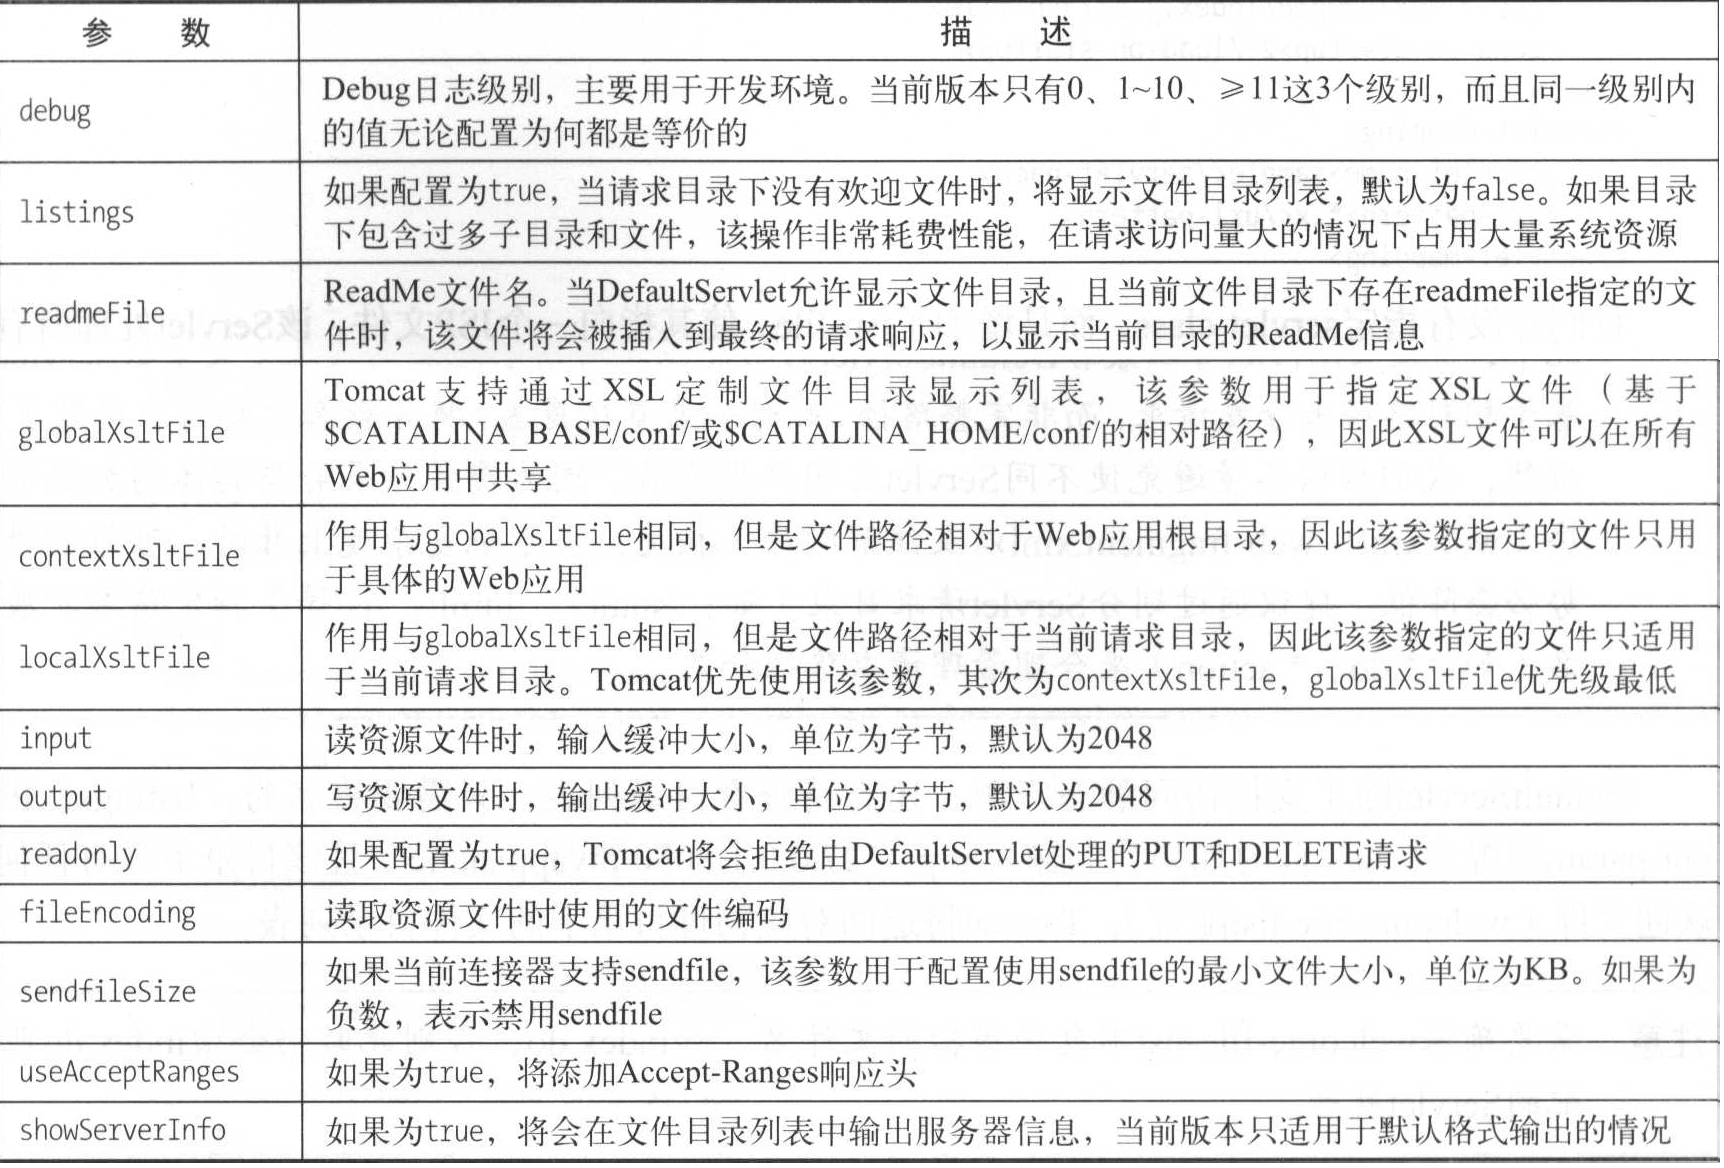 参 数 描 述
debug
Debug日志级别，主要用于开发环境。当前版本只有0、1~10、≥11这3个级别，而且同一级别内
的值无论配置为何都是等价的
listings
如果配置为true，当请求目录下没有欢迎文件时，将显示文件目录列表，默认为false。如果目录
下包含过多子目录和文件，该操作非常耗费性能，在请求访问量大的情况下占用大量系统资源
readmeFile
ReadMe文件名。当DefaultServlet允许显示文件目录，且当前文件目录下存在readmeFile指定的文
件时，该文件将会被插入到最终的请求响应，以显示当前目录的ReadMe信息
globalXsltFile
Tomcat 支持通过 XSL 定制文件目录显示列表，该参数用于指定 XSL 文件（基于
$CATALINA_BASE/conf/或$CATALINA_HOME/conf/的相对路径），因此XSL文件可以在所有
Web应用中共享
contextXsltFile
作用与globalXsltFile相同，但是文件路径相对于Web应用根目录，因此该参数指定的文件只用
于具体的Web应用
localXsltFile
作用与globalXsltFile相同，但是文件路径相对于当前请求目录，因此该参数指定的文件只适用
于当前请求目录。Tomcat优先使用该参数，其次为contextXsltFile，globalXsltFile优先级最低
input
读资源文件时，输入缓冲大小，单位为字节，默认为2048
output
写资源文件时，输出缓冲大小，单位为字节，默认为2048
readonly
如果配置为true，Tomcat将会拒绝由DefaultServlet处理的PUT和DELETE请求
fileEncoding
读取资源文件时使用的文件编码
sendfileSize
如果当前连接器支持sendfile，该参数用于配置使用sendfile的最小文件大小，单位为KB。如果为
负数，表示禁用sendfile
useAcceptRanges
如果为true，将添加Accept-Ranges响应头
showServerInfo
如果为true，将会在文件目录列表中输出服务器信息，当前版本只适用于默认格式输出的情况